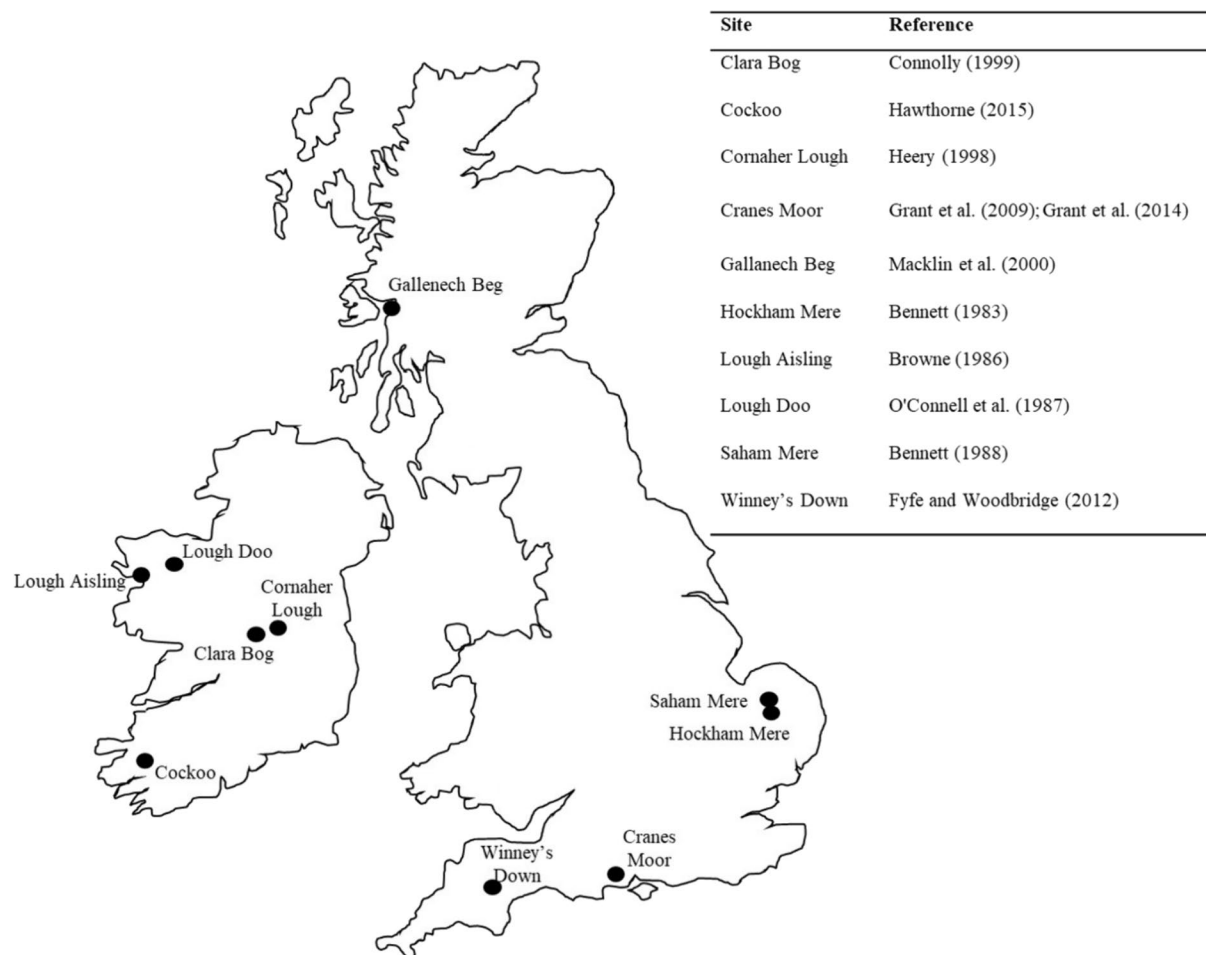 Site Reference
Clara Bog Connolly (1999)
Cockoo Hawthorne (2015)
Cornaher Lough Heery (1998)
Cranes Moor Grant et al. (2009); Grant et al. (2014)
Gallanech Beg Macklin et al. (2000)
Hockham Mere Bennett (1983)
Lough Aisling Browne (1986)
Lough Doo O'Connell et al. (1987)
Saham Mere Bennett (1988)
Winney’s Down Fyfe and Woodbridge (2012)
Gallenech Beg
Lough Doo
Lough Aisling
Cornaher
Lough
Clara Bog
Saham Mere
Hockham Mere
Cockoo
Cranes
Moor
Winney’s
Down